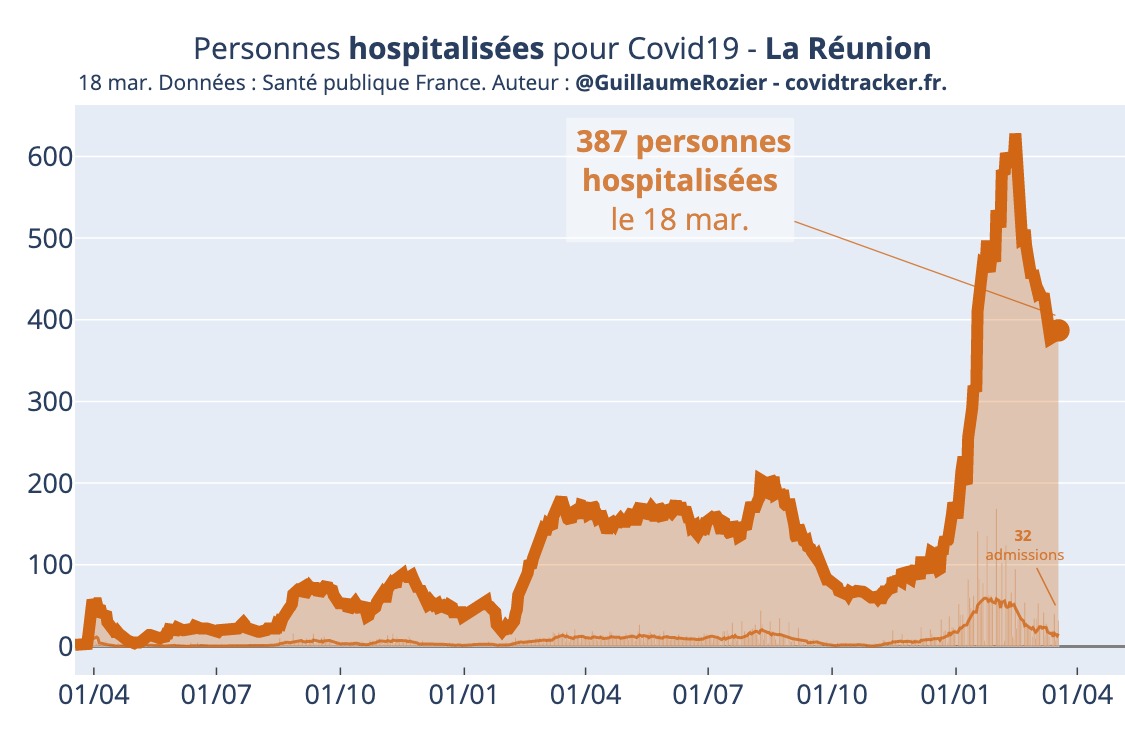 Personnes hospitalisées pour Covid19 - La Réunion
18 mar. Données : Santé publique France. Auteur : @GuillaumeRozier - covidtracker.fr.
387 personnes
hospitalisées
le 18 mar.
600
500
400
300
200
100
0
32
admissions
01/04
01/07
01/10
01/01
01/04
01/07
01/10
01/01
01/04